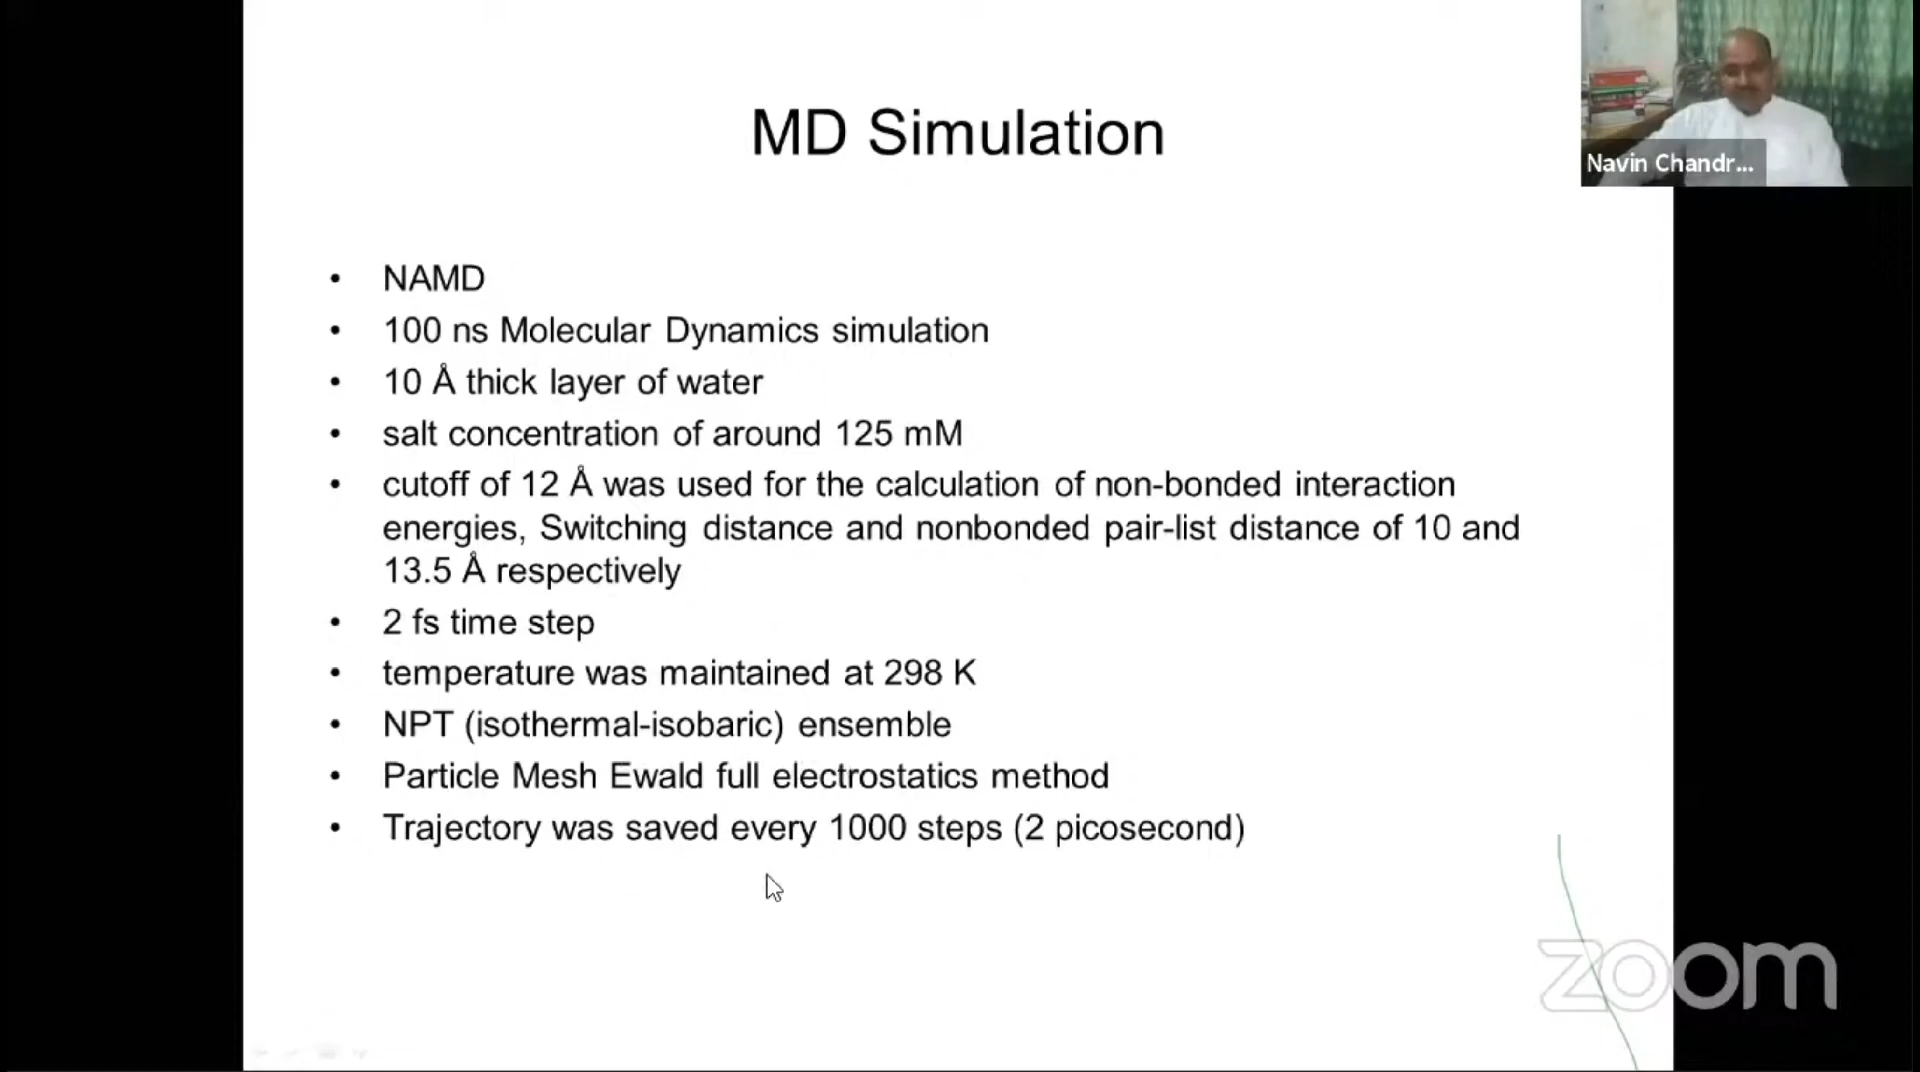 MD Simulation
Navin Chandr...
• NAMD
• 100 ns Molecular Dynamics simulation
• 10 Å thick layer of water
• salt concentration of around 125 mM
• cutoff of 12 Å was used for the calculation of non-bonded interaction
energies, Switching distance and nonbonded pair-list distance of 10 and
13.5 Å respectively
• 2 fs time step
• temperature was maintained at 298 K
• NPT (isothermal-isobaric) ensemble
• Particle Mesh Ewald full electrostatics method
• Trajectory was saved every 1000 steps (2 picosecond)
zoom